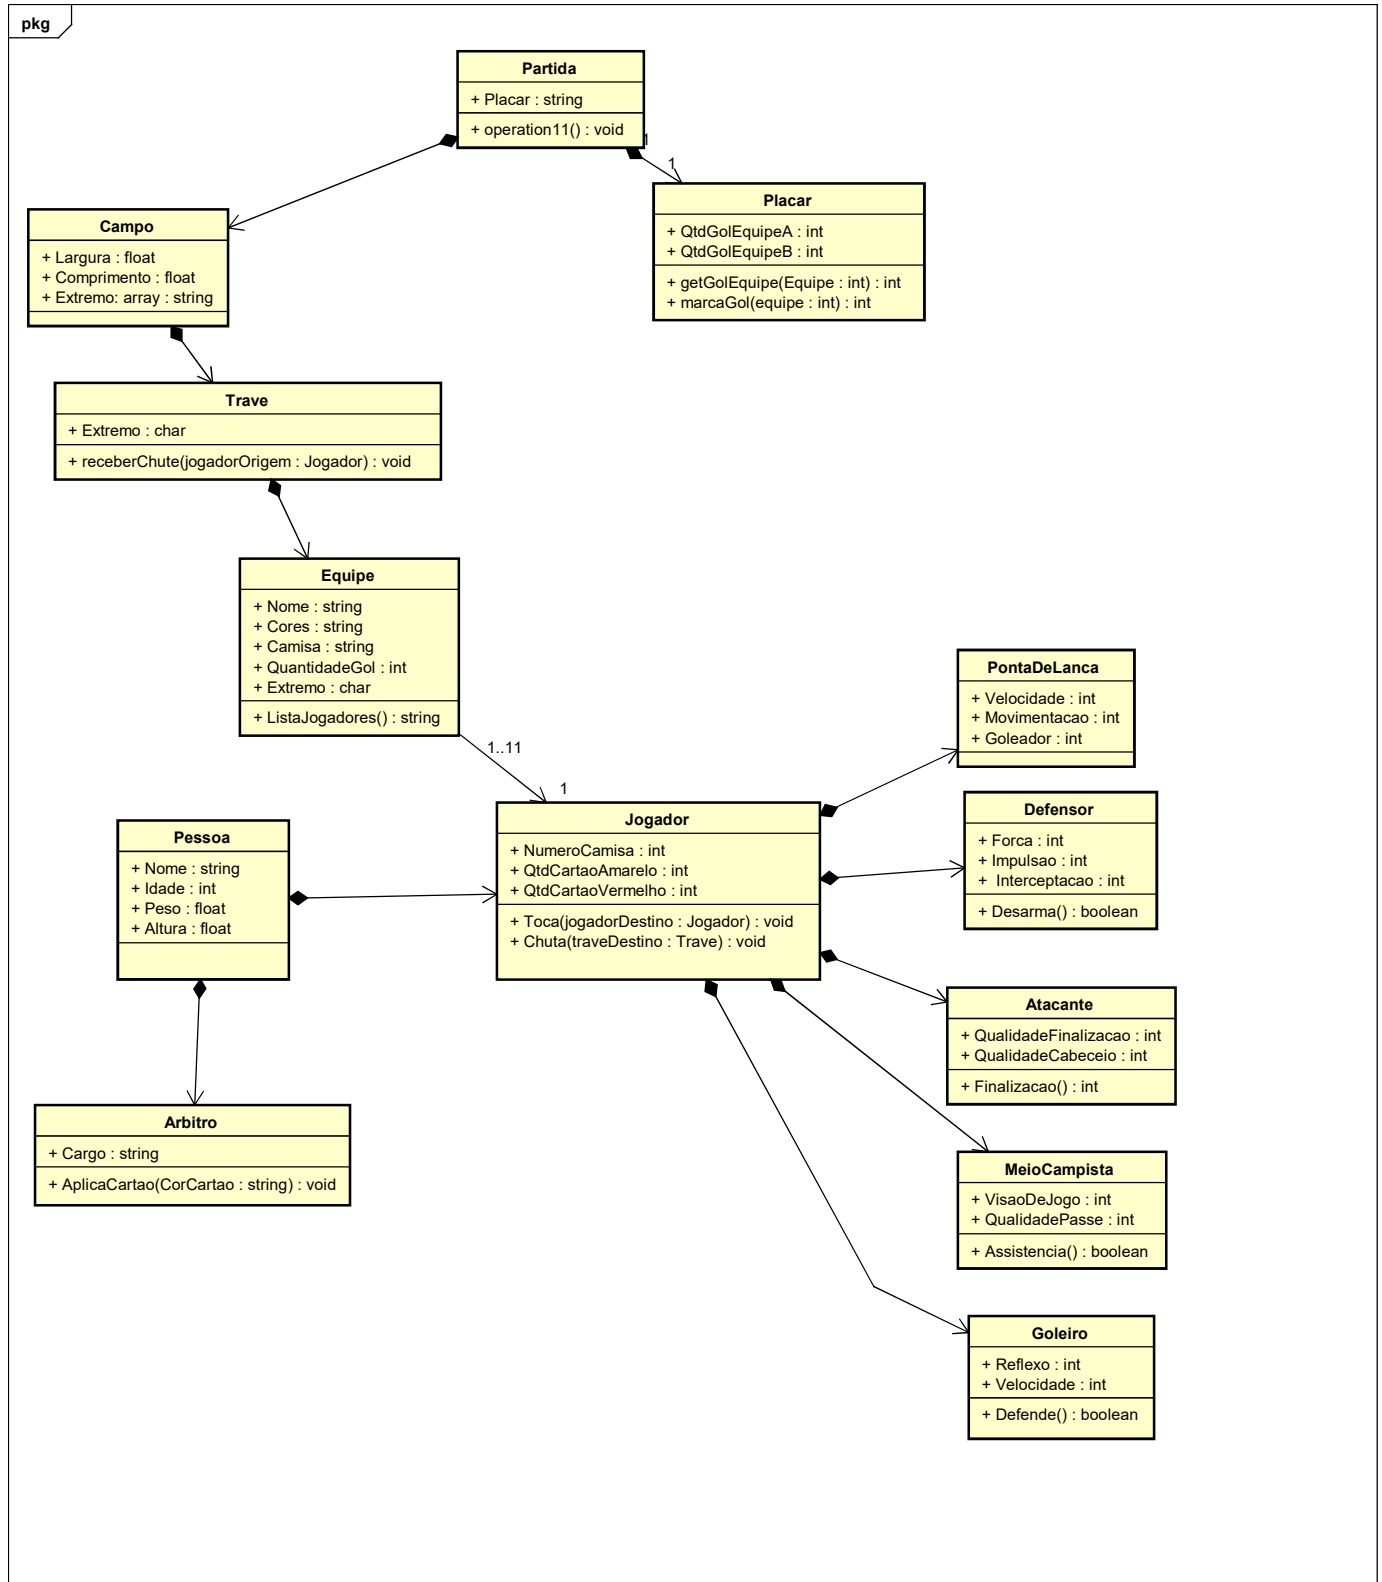 pkg
Partida
+ Placar : string
+ operation11() : void
1
1
Placar
+ QtdGolEquipeA : int
+ QtdGolEquipeB : int
+ getGolEquipe(Equipe : int) : int
+ marcaGol(equipe : int) : int
Campo
+ Largura : float
+ Comprimento : float
+ Extremo: array : string
Trave
+ Extremo : char
+ receberChute(jogadorOrigem : Jogador) : void
Equipe
+ Nome : string
+ Cores : string
+ Camisa : string
+ QuantidadeGol : int
+ Extremo : char
+ ListaJogadores() : string
1..11
1
PontaDeLanca
+ Velocidade : int
+ Movimentacao : int
+ Goleador : int
Jogador
+ NumeroCamisa : int
+ QtdCartaoAmarelo : int
+ QtdCartaoVermelho : int
+ Toca(jogadorDestino : Jogador) : void
+ Chuta(traveDestino : Trave) : void
Defensor
+ Forca : int
+ Impulsao : int
+ Interceptacao : int
+ Desarma() : boolean
Pessoa
+ Nome : string
+ Idade : int
+ Peso : float
+ Altura : float
Atacante
+ QualidadeFinalizacao : int
+ QualidadeCabeceio : int
+ Finalizacao() : int
Arbitro
+ Cargo : string
+ AplicaCartao(CorCartao : string) : void
MeioCampista
+ VisaoDeJogo : int
+ QualidadePasse : int
+ Assistencia() : boolean
Goleiro
+ Reflexo : int
+ Velocidade : int
+ Defende() : boolean